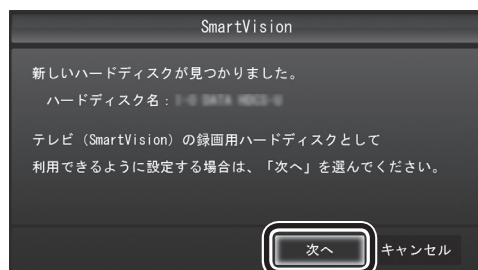 SmartVision
新しいハードディスクが見つかりました。
ハードディスク名：
テレビ（SmartVision）の録画用ハードディスクとして
利用できるように設定する場合は、「次へ」を選んでください。
次へ
キャンセル